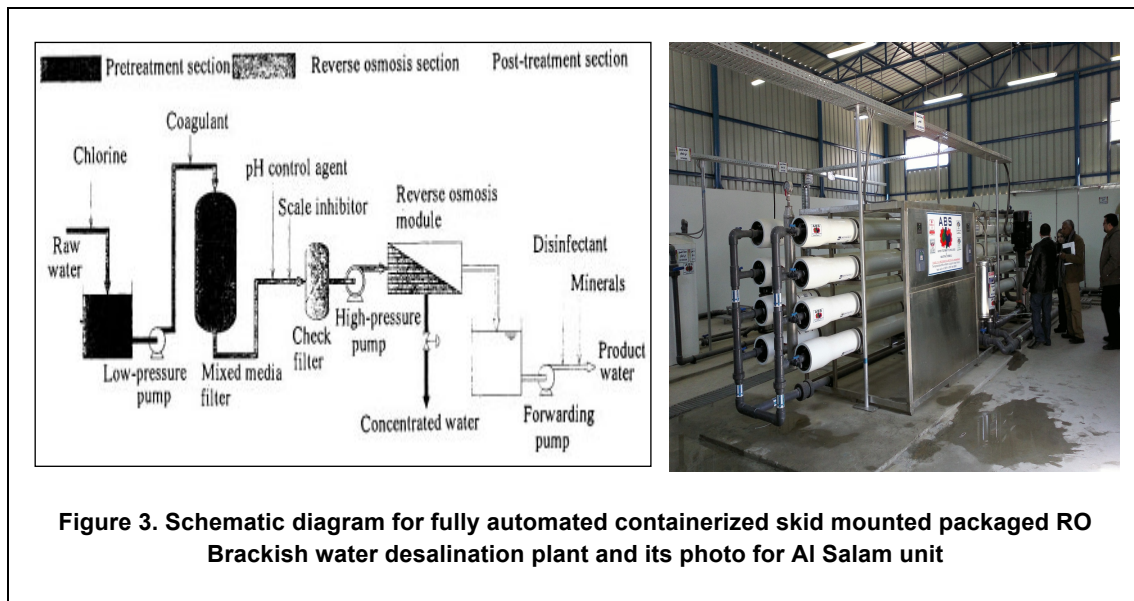 Pretreatment section
Reverse osmosis section
Post-treatment section
Coagulant
Chlorine
pH control agent
Scale inhibitor
Reverse osmosis
module
Raw
water
Disinfectant
Minerals
Check
filter
High-pressure
pump
Low-pressure
pump
Mixed media
filter
Product
water
Concentrated water
Forwarding
pump
ABS
Figure 3. Schematic diagram for fully automated containerized skid mounted packaged RO
Brackish water desalination plant and its photo for Al Salam unit